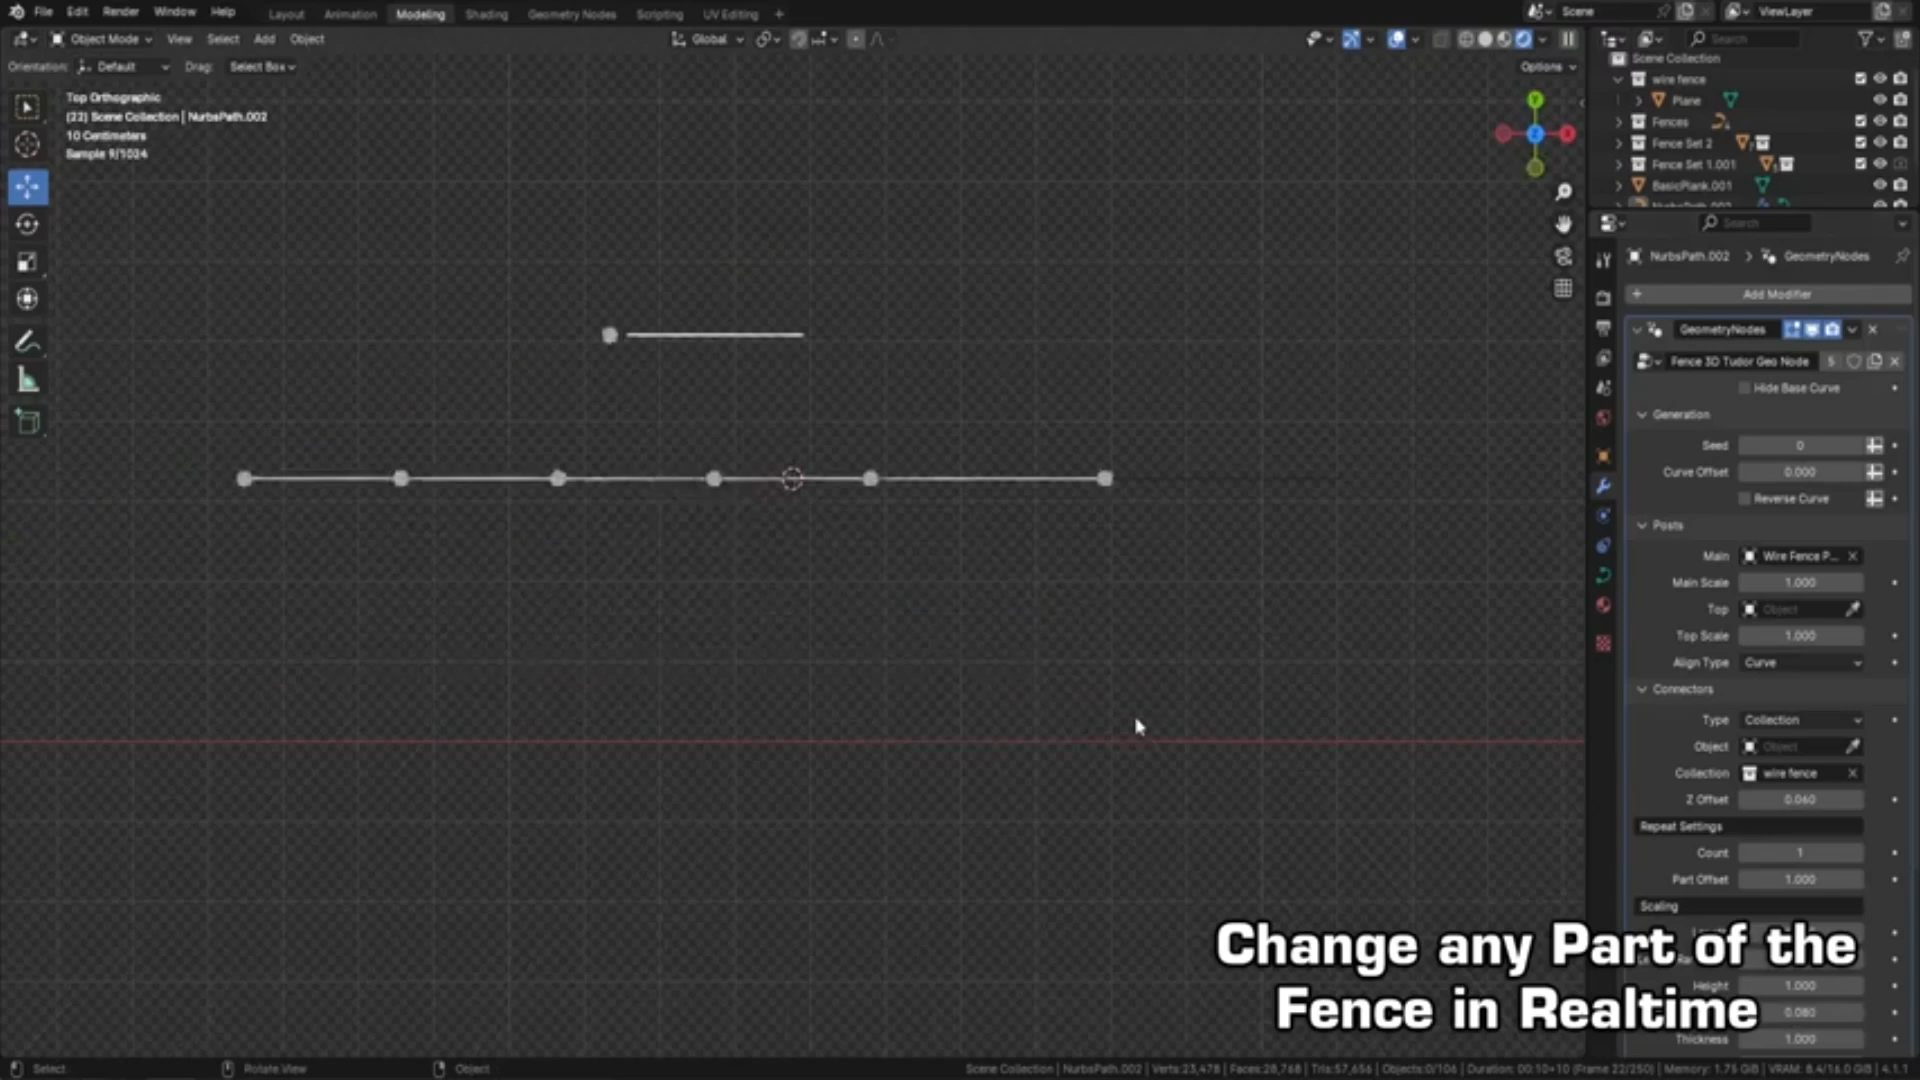 File Edit Render Window Help Layout Animation Modeling Shading Geometry Nodes Scripting UV Editing + Scene ViewLayer
Object Mode View Select Add Object Global Search
Orientation: Default Drag: Select Box Options
Top Orthographic
(22) Scene Collection | NurbsPath.002
10 Centimeters
Sample 9/1024
Y
Z
X
Scene Collection
wire fence
Plane
Fences
Fence Set 2
Fence Set 1.001
BasicPlank.001
NurbsPath.002
Search
NurbsPath.002 > GeometryNodes
+ Add Modifier
GeometryNodes
Fence 3D Tudor Geo Node 5
Hide Base Curve
Generation
Seed 0
Curve Offset 0.000
Reverse Curve
Posts
Main Wire Fence P...
Main Scale 1.000
Top Object
Top Scale 1.000
Align Type Curve
Connectors
Type Collection
Object Object
Collection wire fence
Z Offset 0.060
Repeat Settings
Count 1
Part Offset 1.000
Scaling
Height 1.000
0.080
Thickness 1.000
Change any Part of the
Fence in Realtime
Select Rotate View Object Scene Collection | NurbsPath.002 | Verts:23,478 | Faces:28,768 | Tris:57,656 | Objects:0/106 | Duration: 00:10+10 (Frame 22/250) | Memory: 1.75 GiB | VRAM: 8.4/16.0 GiB | 4.1.1